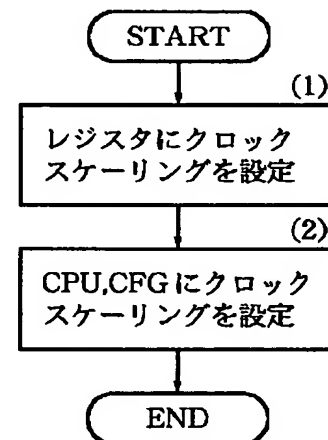 START
(1)
レジスタにクロック
スケーリングを設定
(2)
CPU,CFGにクロック
スケーリングを設定
END